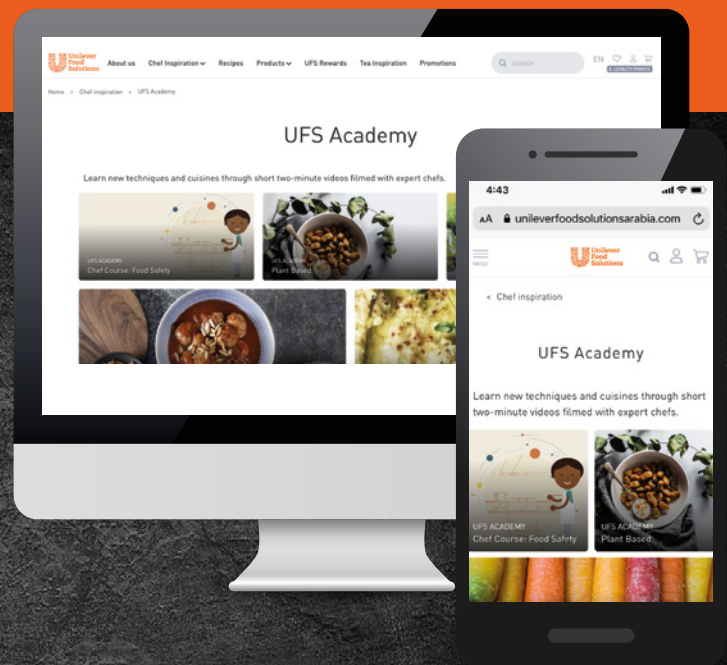 Unilever
Food
Solutions
About us
Chef Inspiration
Recipes
Products
UFS Rewards
Tea Inspiration
Promotions
SEARCH
EN
0 LOYALTY POINTS
Home > Chef inspiration > UFS Academy
UFS Academy
Learn new techniques and cuisines through short two-minute videos filmed with expert chefs.
UFS ACADEMY
Chef Course: Food Safety
UFS ACADEMY
Plant Based
4:43
AA unileverfoodsolutionsarabia.com
MENU
Unilever
Food
Solutions
< Chef inspiration
UFS Academy
Learn new techniques and cuisines through short
two-minute videos filmed with expert chefs.
UFS ACADEMY
Chef Course: Food Safety
UFS ACADEMY
Plant Based